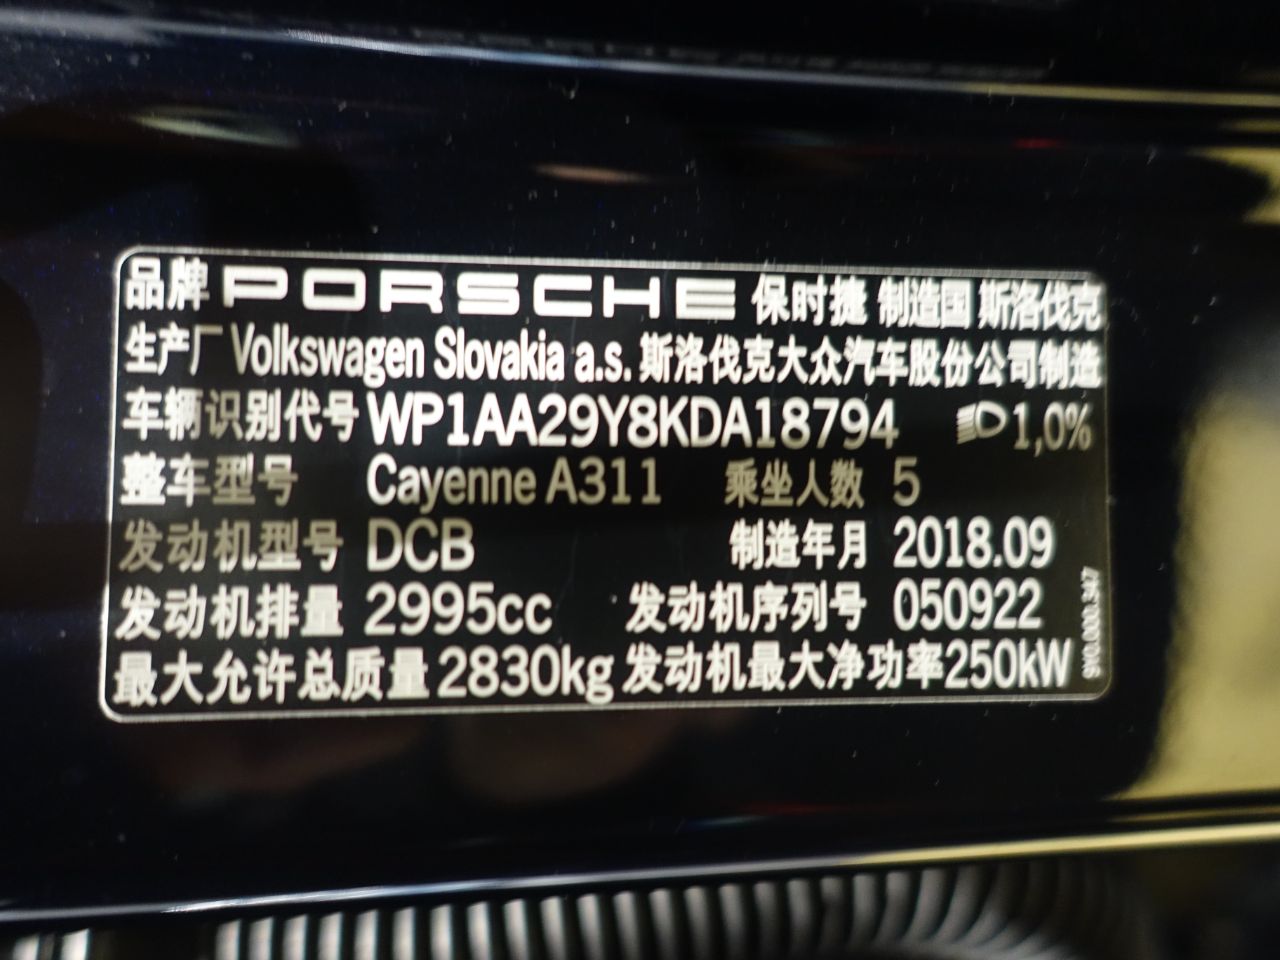 品牌 PORSCHE 保时捷 制造国 斯洛伐克
生产厂 Volkswagen Slovakia a.s. 斯洛伐克大众汽车股份公司制造
车辆识别代号 WP1AA29Y8KDA18794 1,0%
整车型号 Cayenne A311 乘坐人数 5
发动机型号 DCB 制造年月 2018.09
发动机排量 2995cc 发动机序列号 050922
最大允许总质量 2830kg 发动机最大净功率 250kW